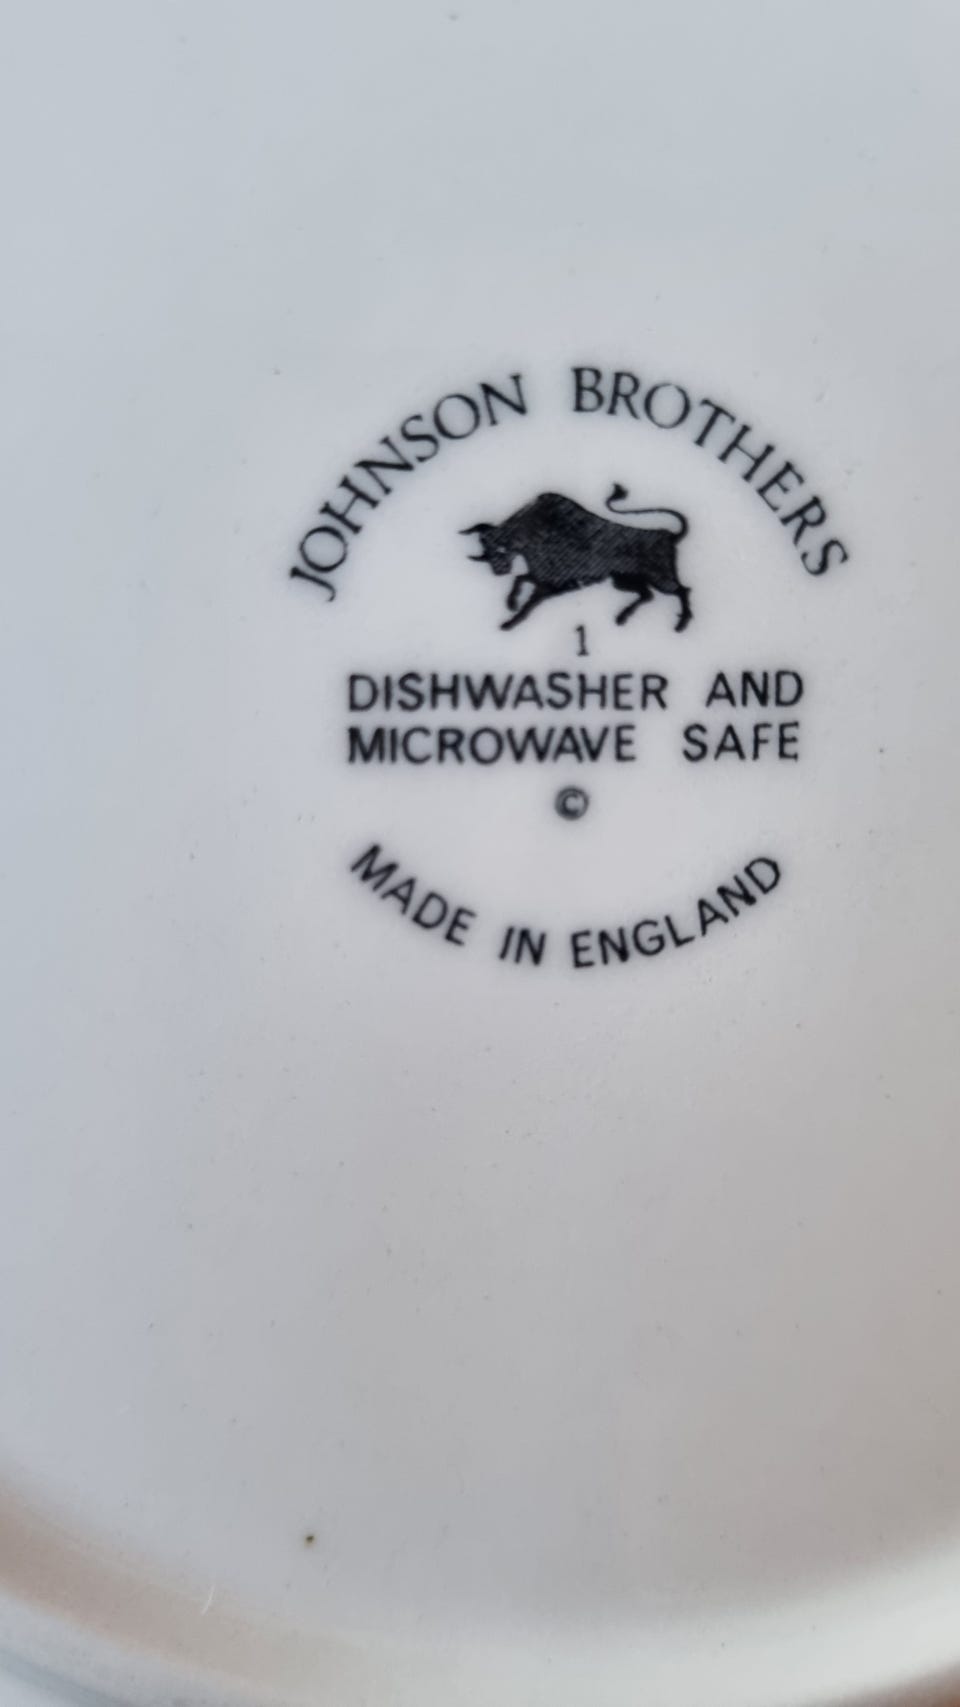 JOHNSON BROTHERS
1
DISHWASHER AND
MICROWAVE SAFE
©
MADE IN ENGLAND